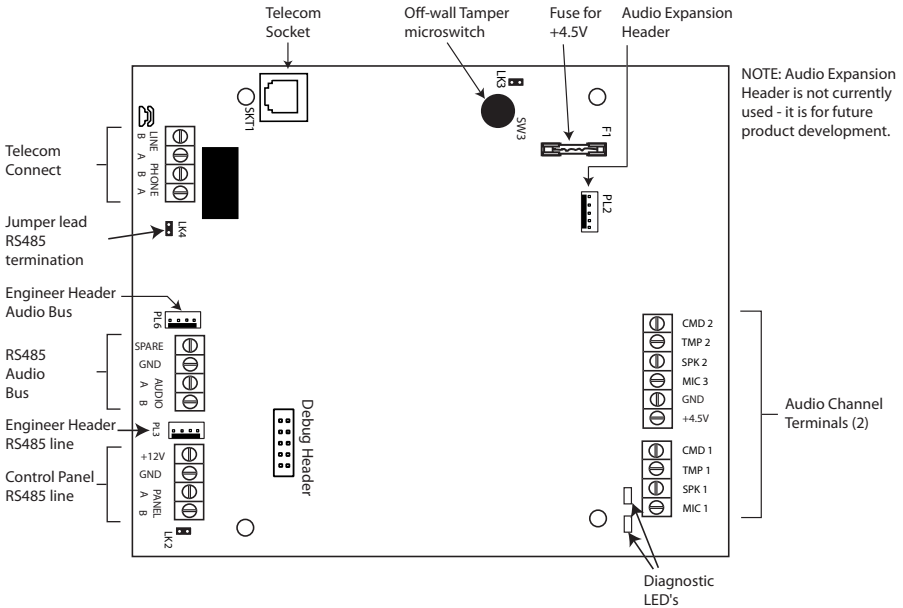 Telecom
Socket
Off-wall Tamper
microswitch
Fuse for
+4.5V
Audio Expansion
Header
NOTE: Audio Expansion
Header is not currently
used - it is for future
product development.
SKT1
LK3
SW3
F1
PL2
Telecom
Connect
LINE
PHONE
B
A
B
A
Jumper lead
RS485
termination
LK4
Engineer Header
Audio Bus
PL6
RS485
Audio
Bus
SPARE
GND
AUDIO
A
B
Engineer Header
RS485 line
PL3
Control Panel
RS485 line
+12V
GND
PANEL
A
B
LK2
Debug Header
CMD 2
TMP 2
SPK 2
MIC 3
GND
+4.5V
CMD 1
TMP 1
SPK 1
MIC 1
Audio Channel
Terminals (2)
Diagnostic
LED's